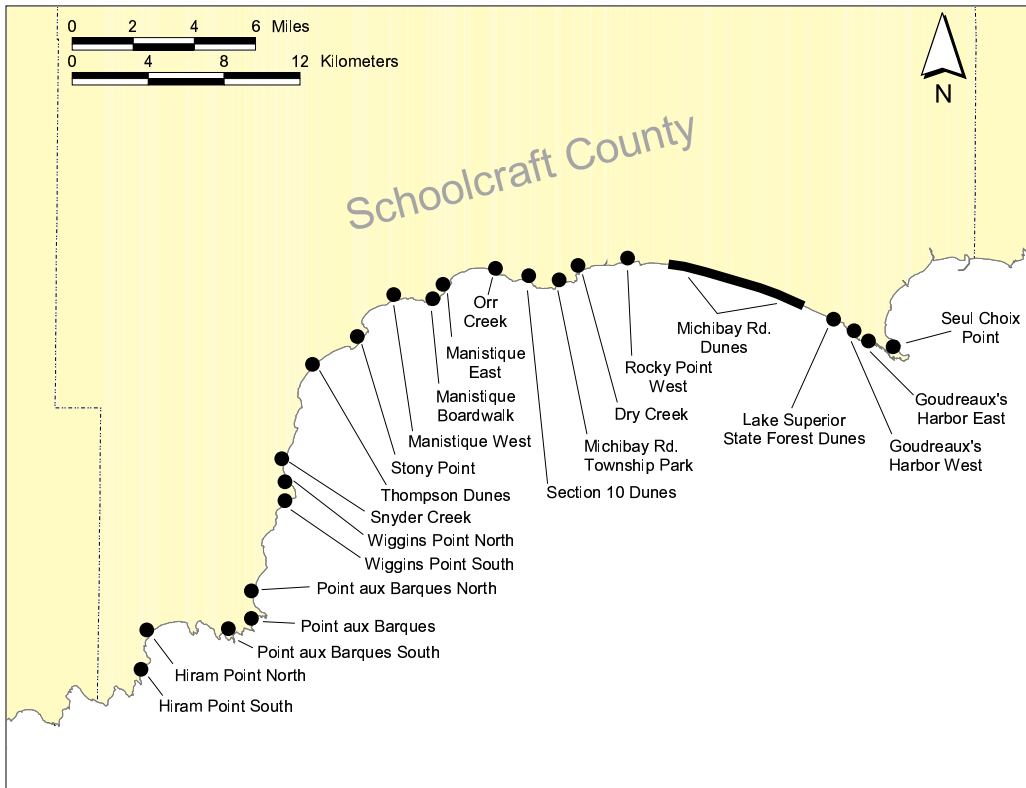 0 2 4 6 Miles
0 4 8 12 Kilometers
N
Schoolcraft County
Orr
Creek
Manistique
East
Manistique
Boardwalk
Manistique West
Stony Point
Thompson Dunes
Snyder Creek
Wiggins Point North
Wiggins Point South
Point aux Barques North
Point aux Barques
Point aux Barques South
Hiram Point North
Hiram Point South
Section 10 Dunes
Michibay Rd.
Township Park
Dry Creek
Rocky Point
West
Michibay Rd.
Dunes
Lake Superior
State Forest Dunes
Goudreaux's
Harbor West
Goudreaux's
Harbor East
Seul Choix
Point